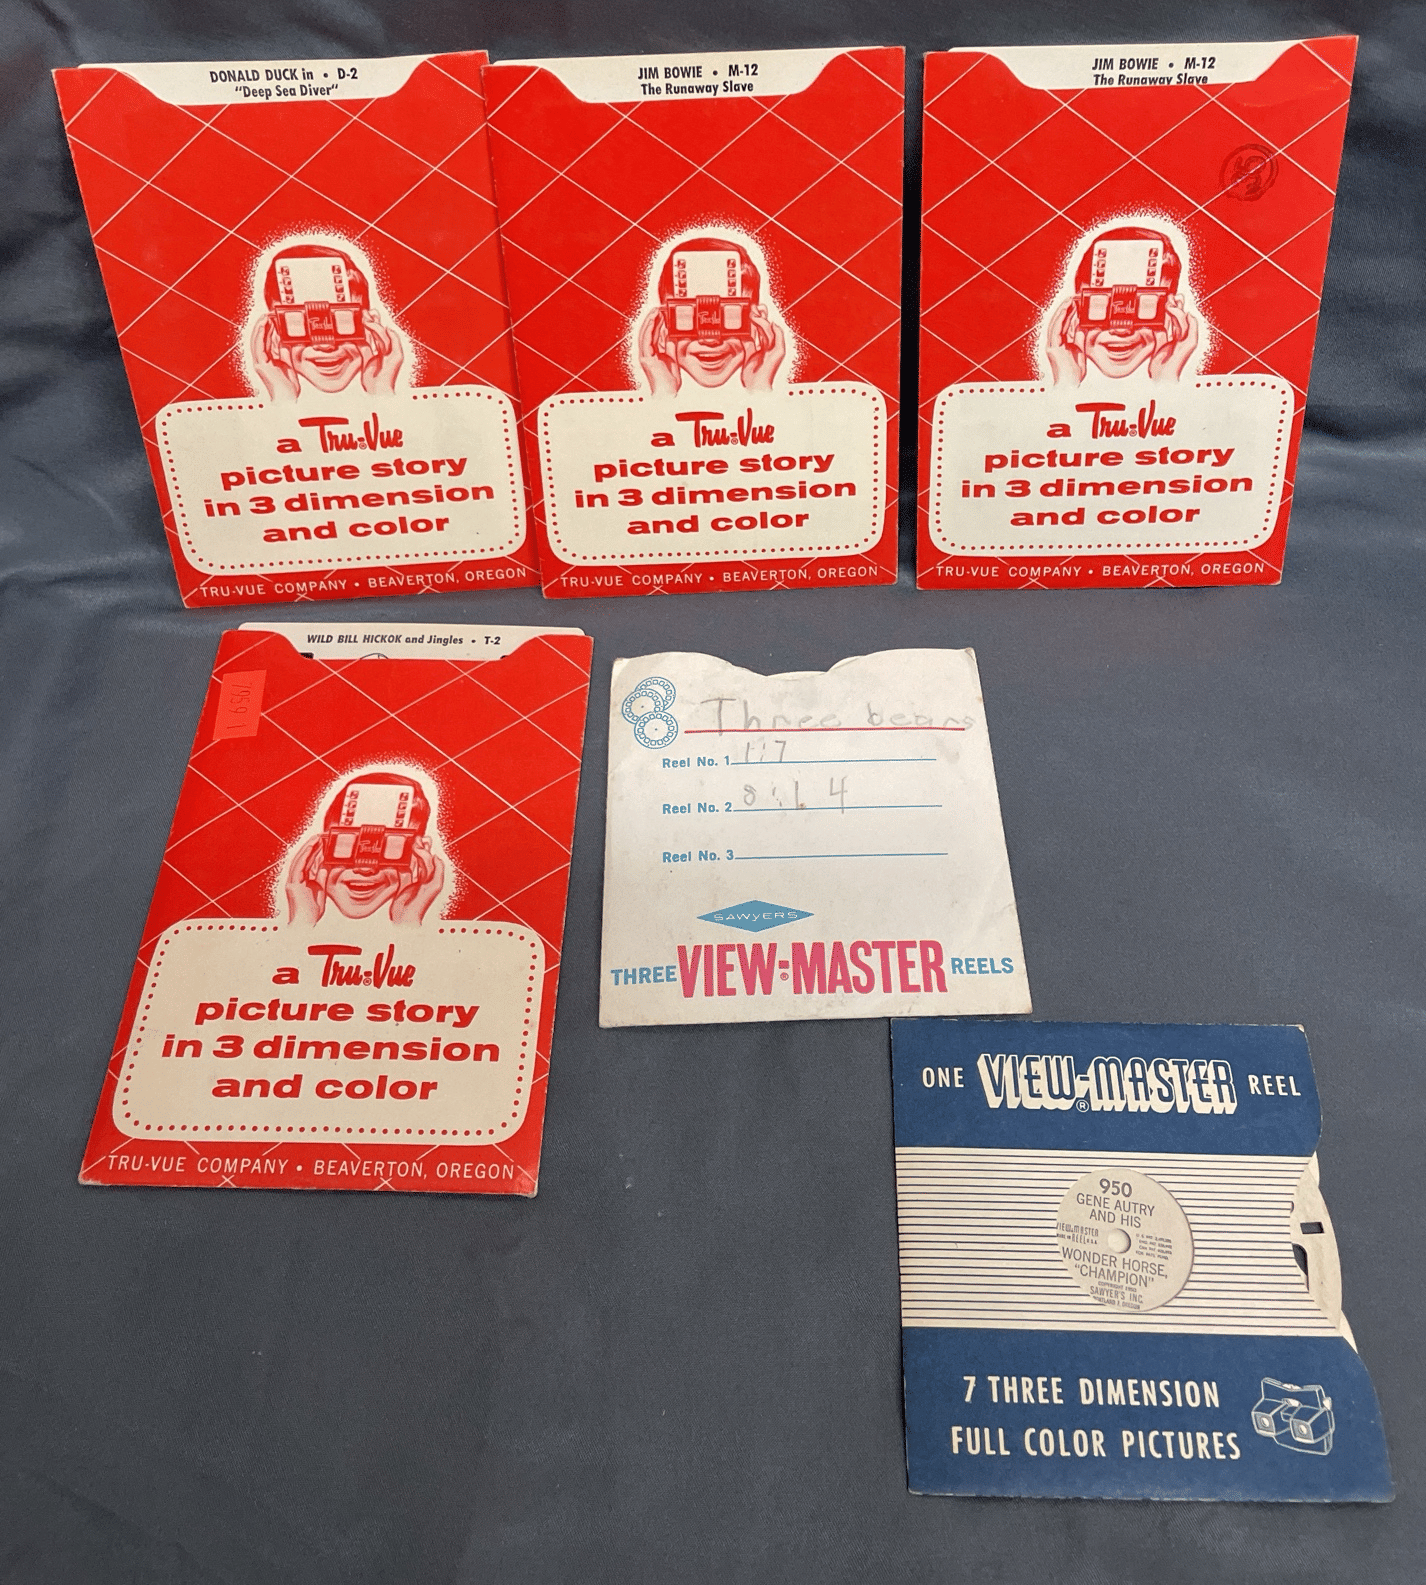 DONALD DUCK in • D-2
"Deep Sea Diver"
a Tru-Vue®
picture story
in 3 dimension
and color
TRU-VUE COMPANY • BEAVERTON, OREGON
JIM BOWIE • M-12
The Runaway Slave
a Tru-Vue®
picture story
in 3 dimension
and color
TRU-VUE COMPANY • BEAVERTON, OREGON
JIM BOWIE • M-12
The Runaway Slave
a Tru-Vue®
picture story
in 3 dimension
and color
TRU-VUE COMPANY • BEAVERTON, OREGON
WILD BILL HICKOK and Jingles • T-2
a Tru-Vue®
picture story
in 3 dimension
and color
TRU-VUE COMPANY • BEAVERTON, OREGON
Three bears
Reel No. 1 1:7
Reel No. 2
Reel No. 3
SAWYERS
THREE VIEW-MASTER® REELS
ONE VIEW-MASTER® REEL
950
GENE AUTRY
AND HIS
VIEW-MASTER
REEL
WONDER HORSE,
"CHAMPION"
COPYRIGHT
SAWYER'S INC.
7 THREE DIMENSION
FULL COLOR PICTURES